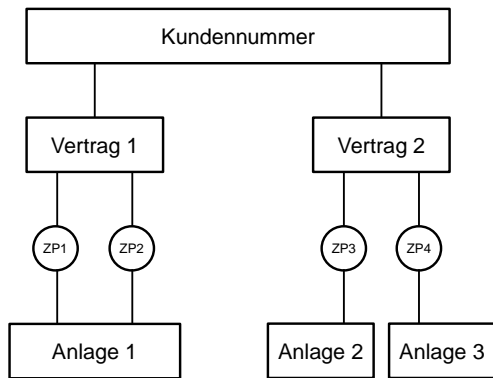 Kundennummer
Vertrag 1
Vertrag 2
ZP1
ZP2
ZP3
ZP4
Anlage 1
Anlage 2
Anlage 3